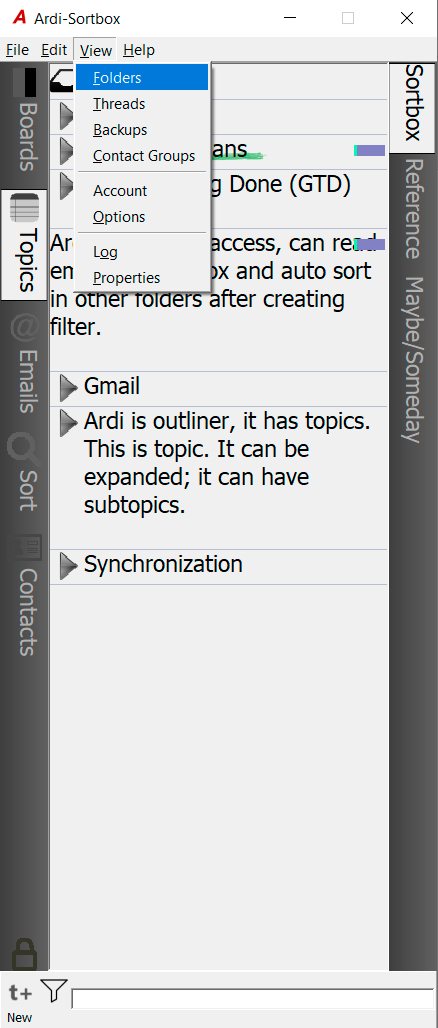 Ardi-Sortbox
File Edit View Help
Folders
Threads
Backups
Contact Groups
Account
Options
Log
Properties
Boards
Topics
Emails
Sort
Contacts
ans
g Done (GTD)
access, can read
ox and auto sort
in other folders after creating
filter.
Gmail
Ardi is outliner, it has topics.
This is topic. It can be
expanded; it can have
subtopics.
Synchronization
Sortbox
Reference
Maybe/Someday
t+
New